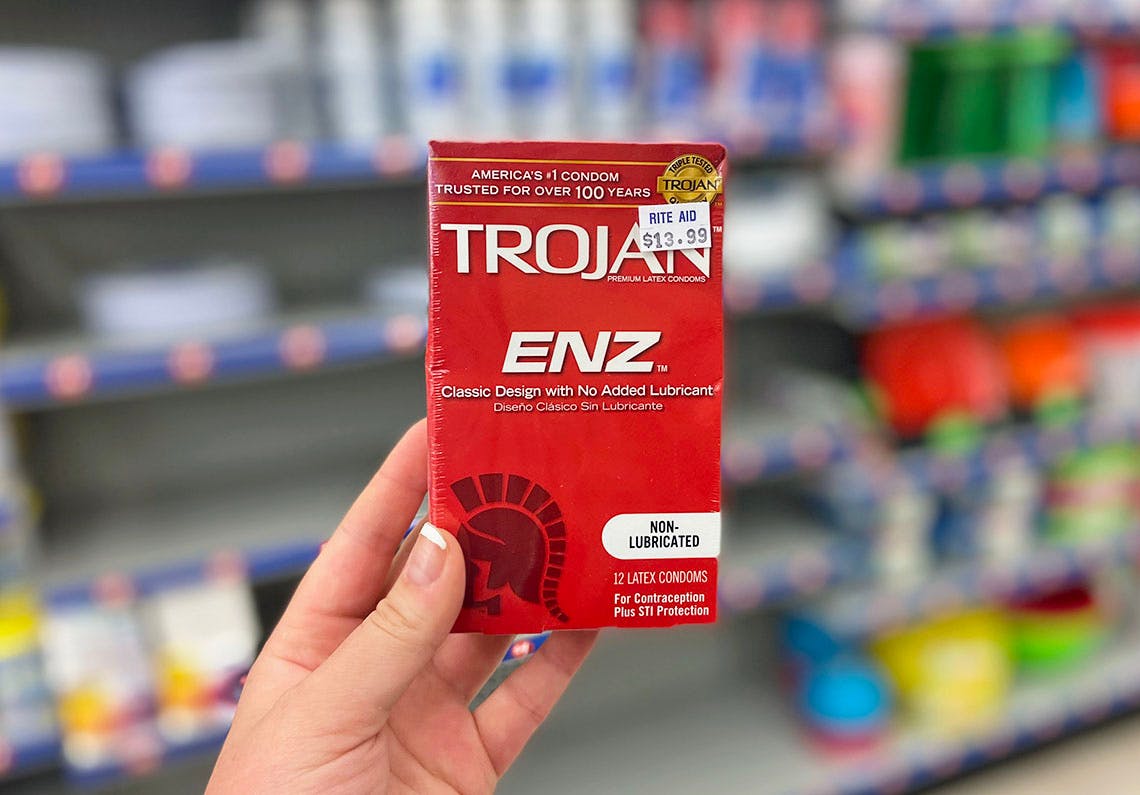 AMERICA'S #1 CONDOM
TRUSTED FOR OVER 100 YEARS
TRIPLE TESTED
TROJAN
RITE AID
$13.99
TROJAN™
PREMIUM LATEX CONDOMS
ENZ™
Classic Design with No Added Lubricant
Diseño Clásico Sin Lubricante
NON-
LUBRICATED
12 LATEX CONDOMS
For Contraception
Plus STI Protection